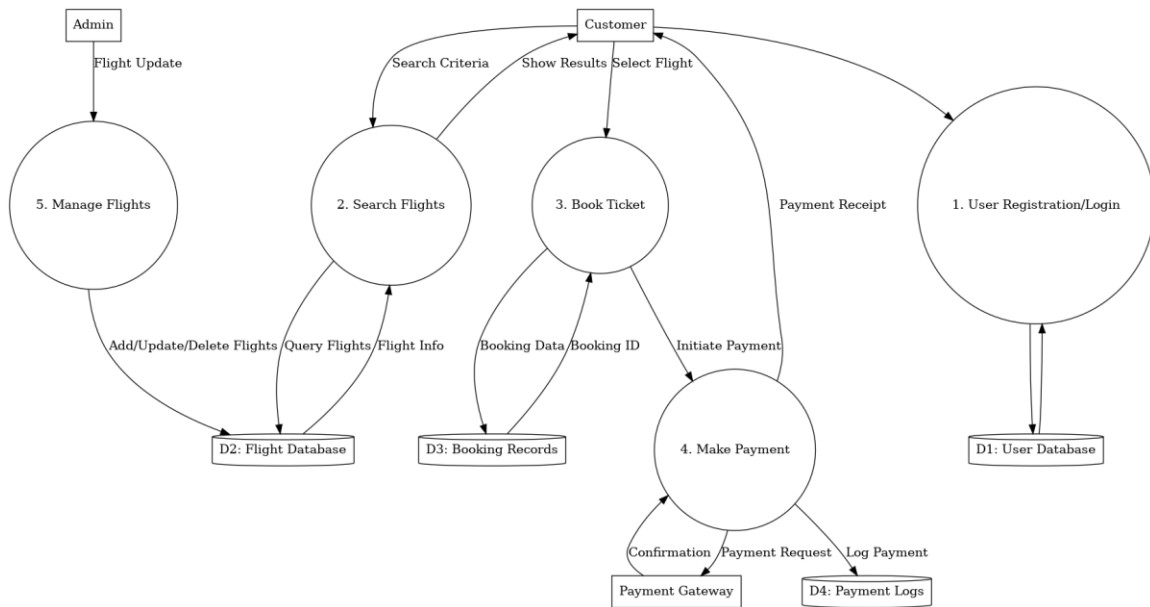 Admin
Customer
Flight Update
Search Criteria
Show Results
Select Flight
5. Manage Flights
2. Search Flights
3. Book Ticket
Payment Receipt
1. User Registration/Login
Add/Update/Delete Flights
Query Flights
Flight Info
Booking Data
Booking ID
Initiate Payment
D2: Flight Database
D3: Booking Records
4. Make Payment
D1: User Database
Confirmation
Payment Request
Log Payment
Payment Gateway
D4: Payment Logs